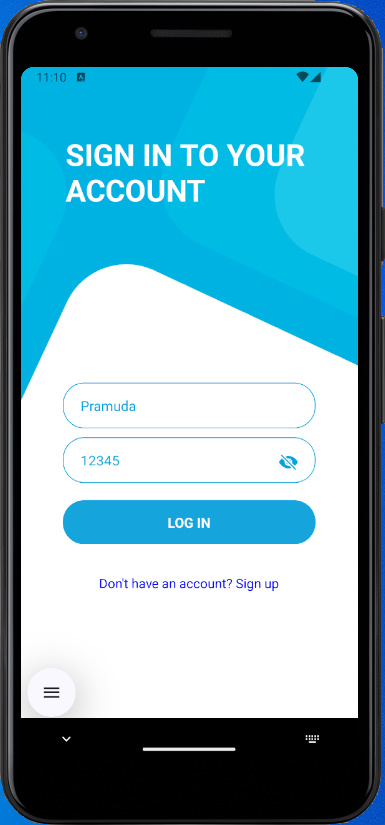 11:10
SIGN IN TO YOUR
ACCOUNT
Pramuda
12345
LOG IN
Don't have an account? Sign up